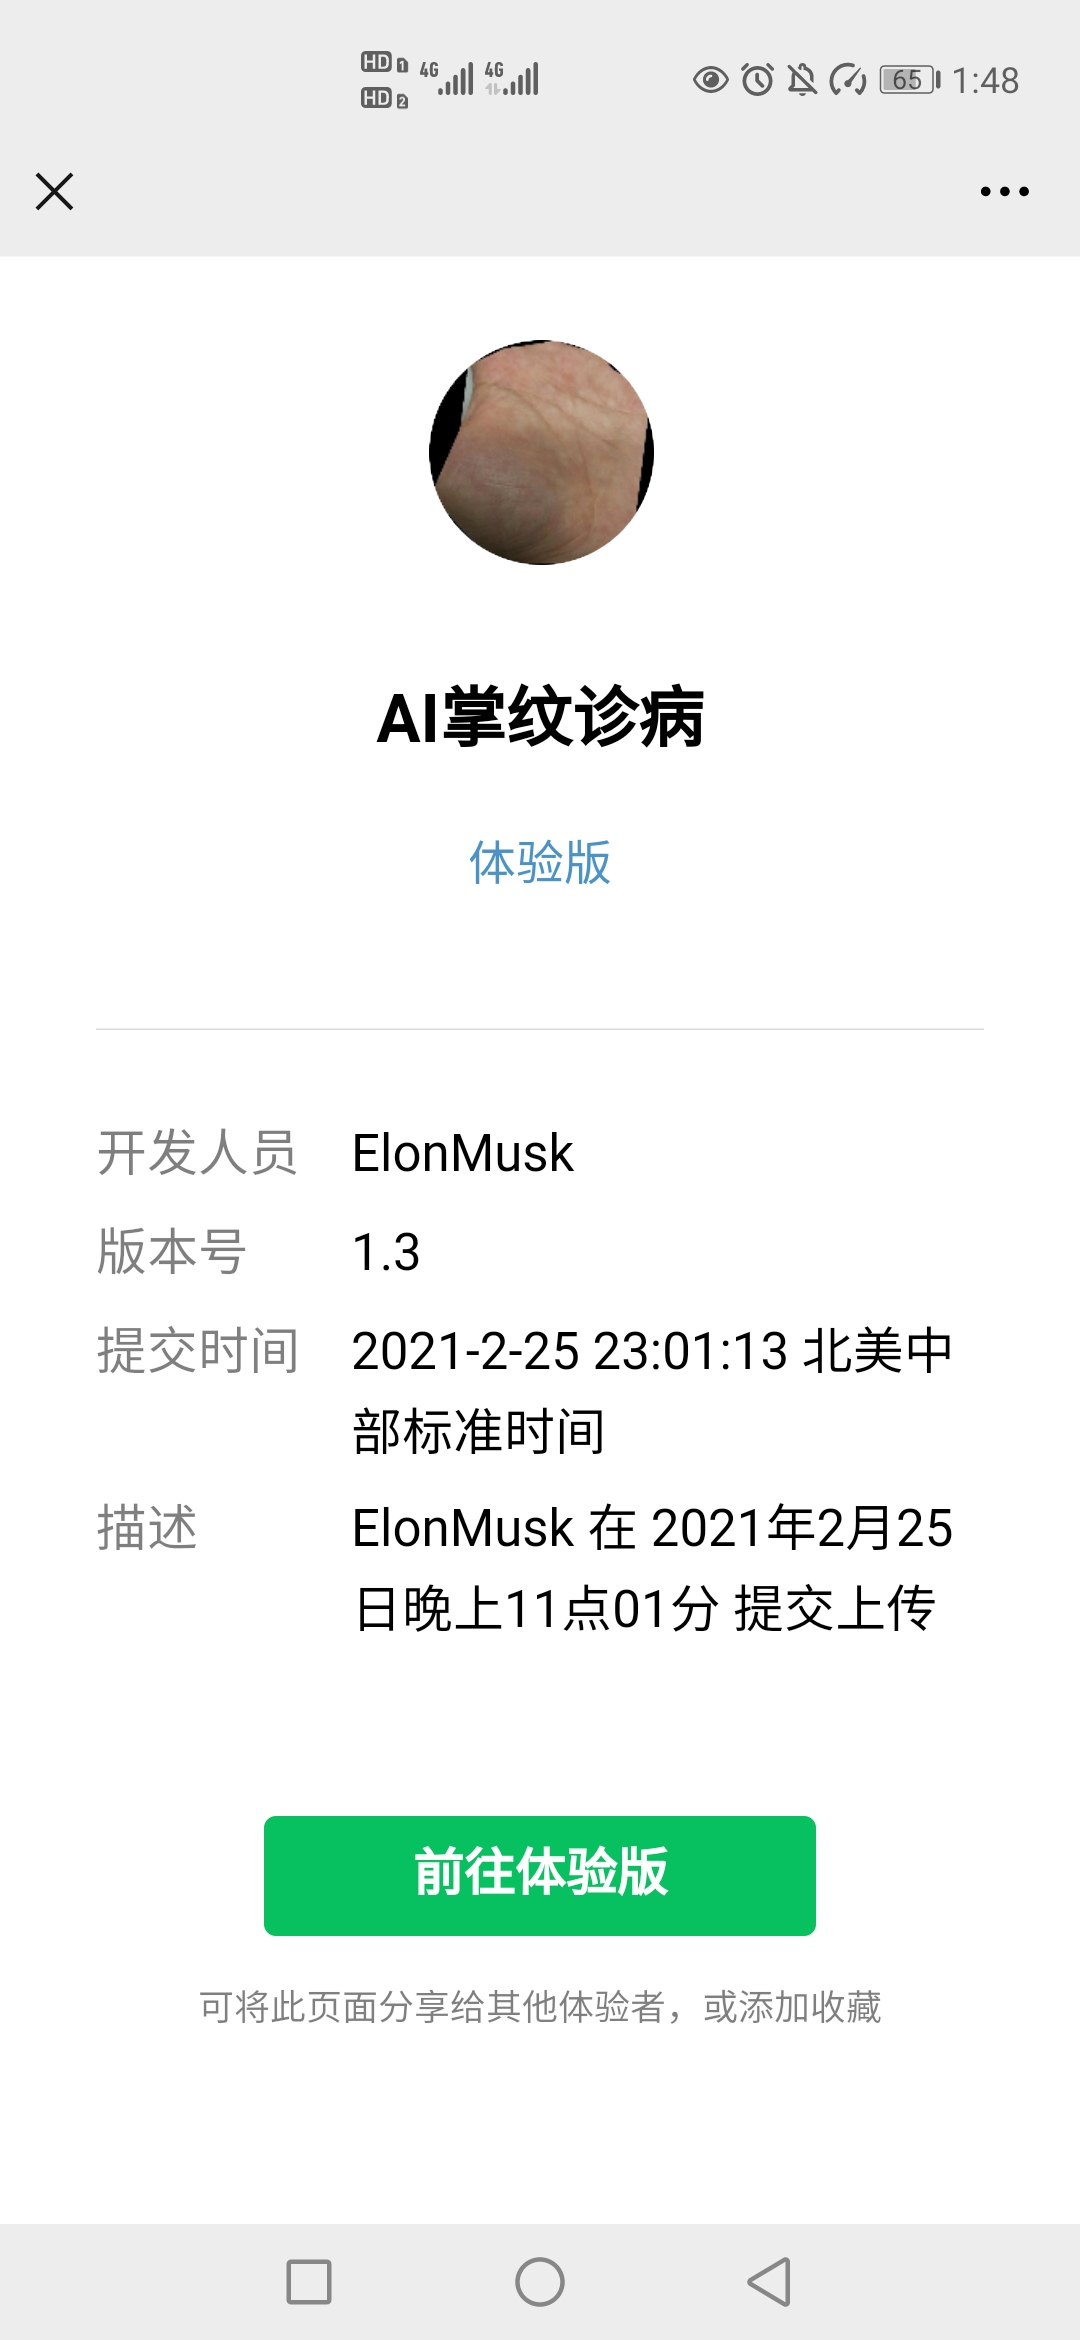 HD 1 4G 4G
HD 2
65 1:48
AI掌纹诊病
体验版
开发人员 ElonMusk
版本号 1.3
提交时间 2021-2-25 23:01:13 北美中
部标准时间
描述 ElonMusk 在 2021年2月25
日晚上11点01分 提交上传
前往体验版
可将此页面分享给其他体验者，或添加收藏